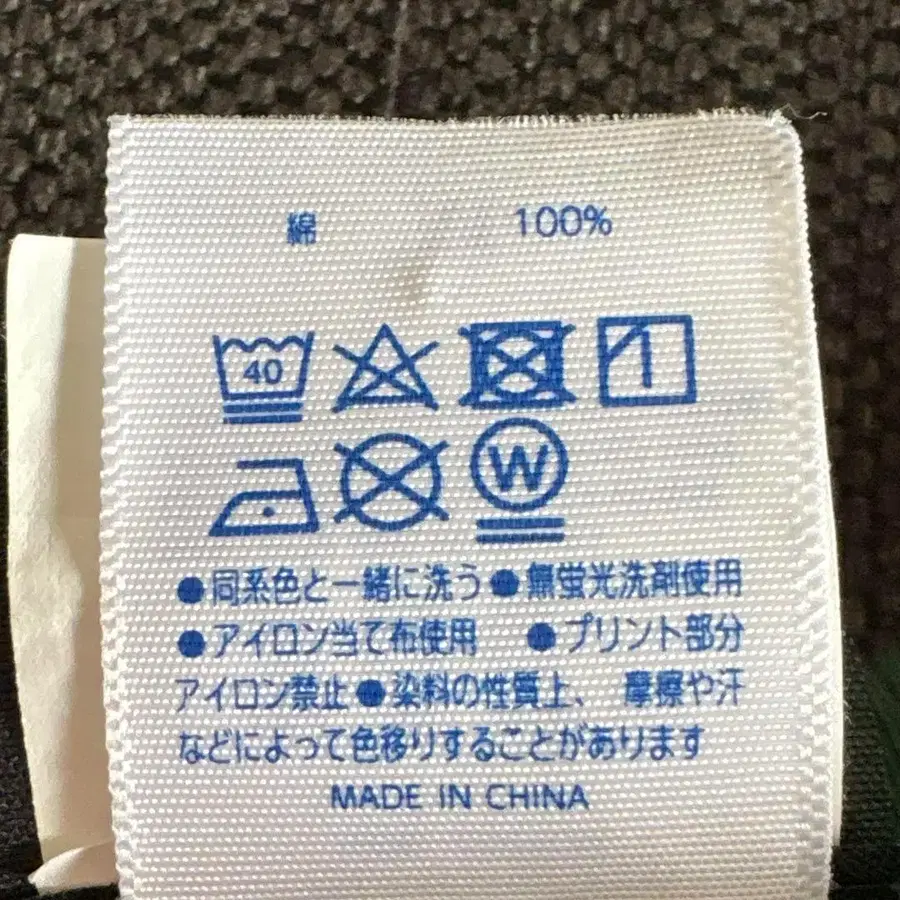 綿 100%
40
W
●同系色と一緒に洗う●無蛍光洗剤使用
●アイロン当て布使用 ●プリント部分
アイロン禁止●染料の性質上、摩擦や汗
などによって色移りすることがあります
MADE IN CHINA